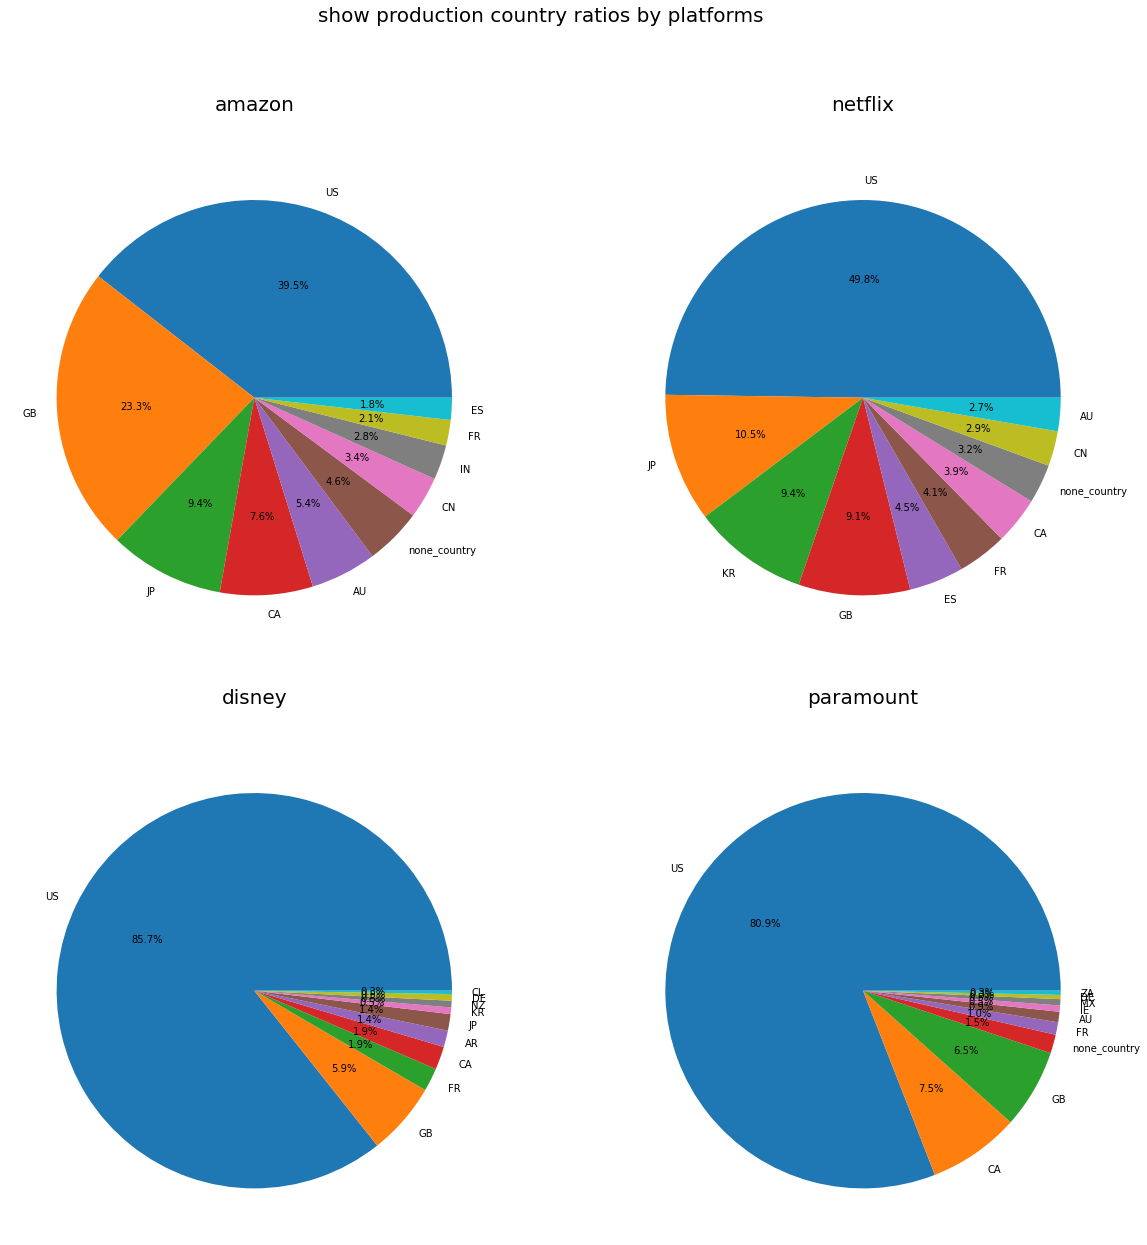 show production country ratios by platforms
amazon
US
39.5%
GB
23.3%
JP
9.4%
CA
7.6%
AU
5.4%
none_country
4.6%
CN
3.4%
IN
2.8%
FR
2.1%
ES
1.8%
netflix
US
49.8%
JP
10.5%
KR
9.4%
GB
9.1%
ES
4.5%
FR
4.1%
CA
3.9%
none_country
3.2%
CN
2.9%
AU
2.7%
disney
US
85.7%
GB
5.9%
FR
1.9%
CA
1.9%
AR
1.4%
JP
1.4%
KR
NZ
DE
CL
0.3%
paramount
US
80.9%
CA
7.5%
GB
6.5%
none_country
1.5%
FR
1.0%
AU
IE
MX
ZA
0.3%